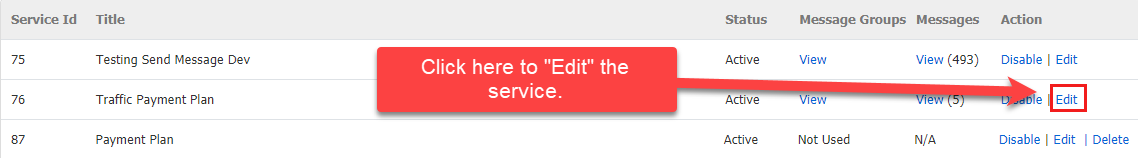 Service Id Title Status Message Groups Messages Action
75 Testing Send Message Dev Active View View (493) Disable | Edit
Click here to "Edit" the
service.
76 Traffic Payment Plan Active View View (5) Disable | Edit
87 Payment Plan Active Not Used N/A Disable | Edit | Delete